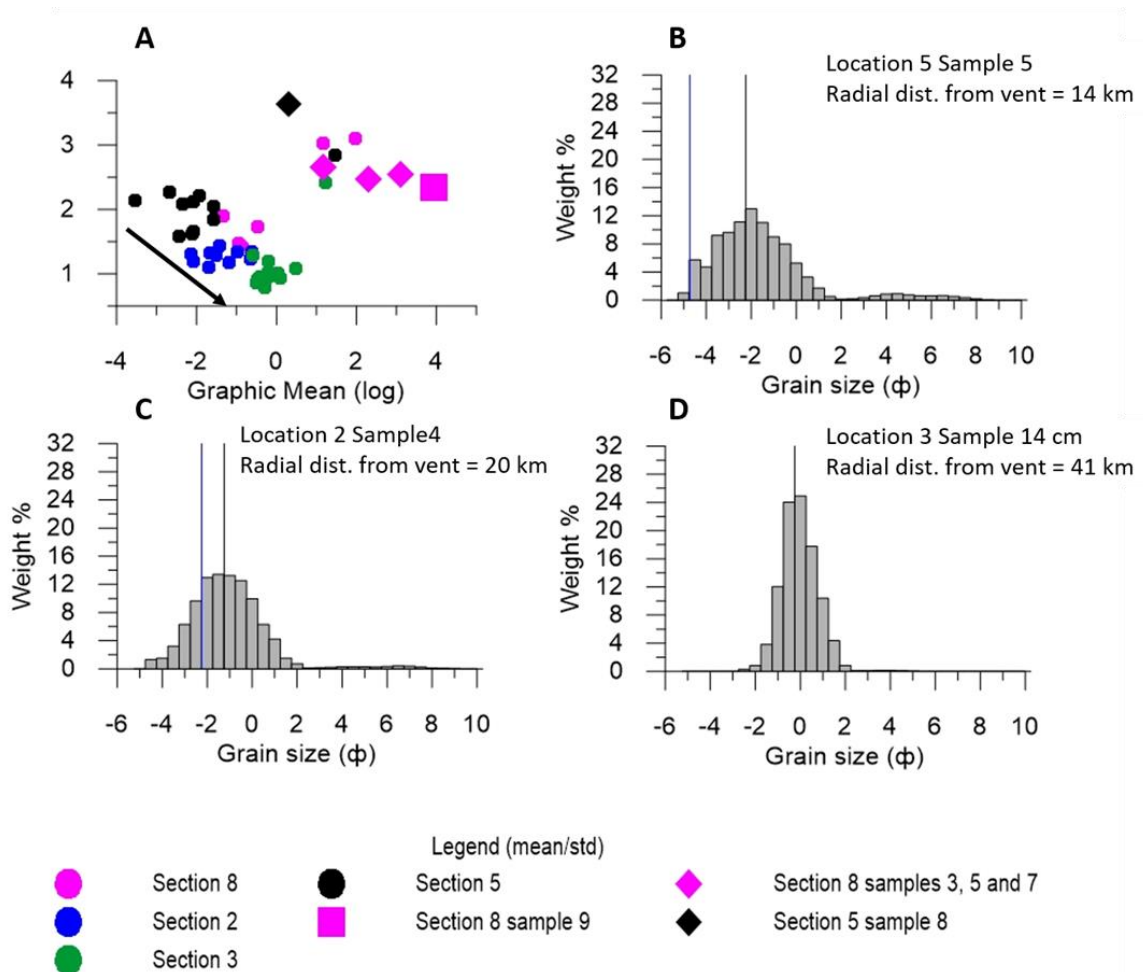 A
4
3
2
1
-4 -2 0 2 4
Graphic Mean (log)
B
Location 5 Sample 5
Radial dist. from vent = 14 km
32
28
24
20
16
12
8
4
0
Weight %
-6 -4 -2 0 2 4 6 8 10
Grain size (ф)
C
Location 2 Sample4
Radial dist. from vent = 20 km
32
28
24
20
16
12
8
4
0
Weight %
-6 -4 -2 0 2 4 6 8 10
Grain size (ф)
D
Location 3 Sample 14 cm
Radial dist. from vent = 41 km
32
28
24
20
16
12
8
4
0
Weight %
-6 -4 -2 0 2 4 6 8 10
Grain size (ф)
Legend (mean/std)
Section 8
Section 5
Section 8 samples 3, 5 and 7
Section 2
Section 8 sample 9
Section 5 sample 8
Section 3